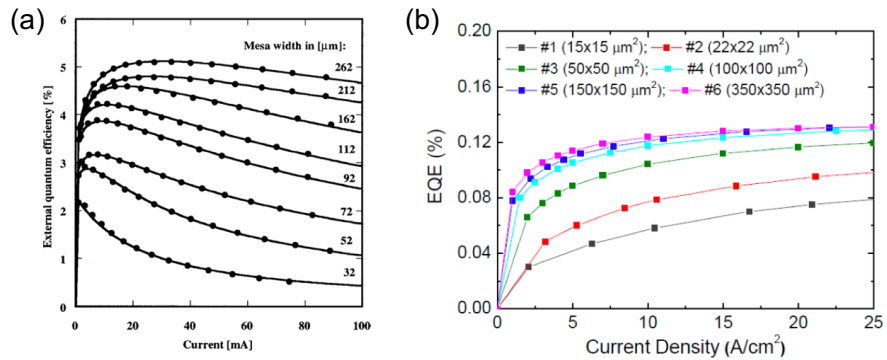 (a)
External quantum efficiency [%]
6
5
4
3
2
1
0
Mesa width in [μm]:
262
212
162
112
92
72
52
32
0 20 40 60 80 100
Current [mA]
(b)
EQE (%)
0.20
0.16
0.12
0.08
0.04
0.00
#1 (15x15 μm²); #2 (22x22 μm²)
#3 (50x50 μm²); #4 (100x100 μm²)
#5 (150x150 μm²); #6 (350x350 μm²)
0 5 10 15 20 25
Current Density (A/cm²)